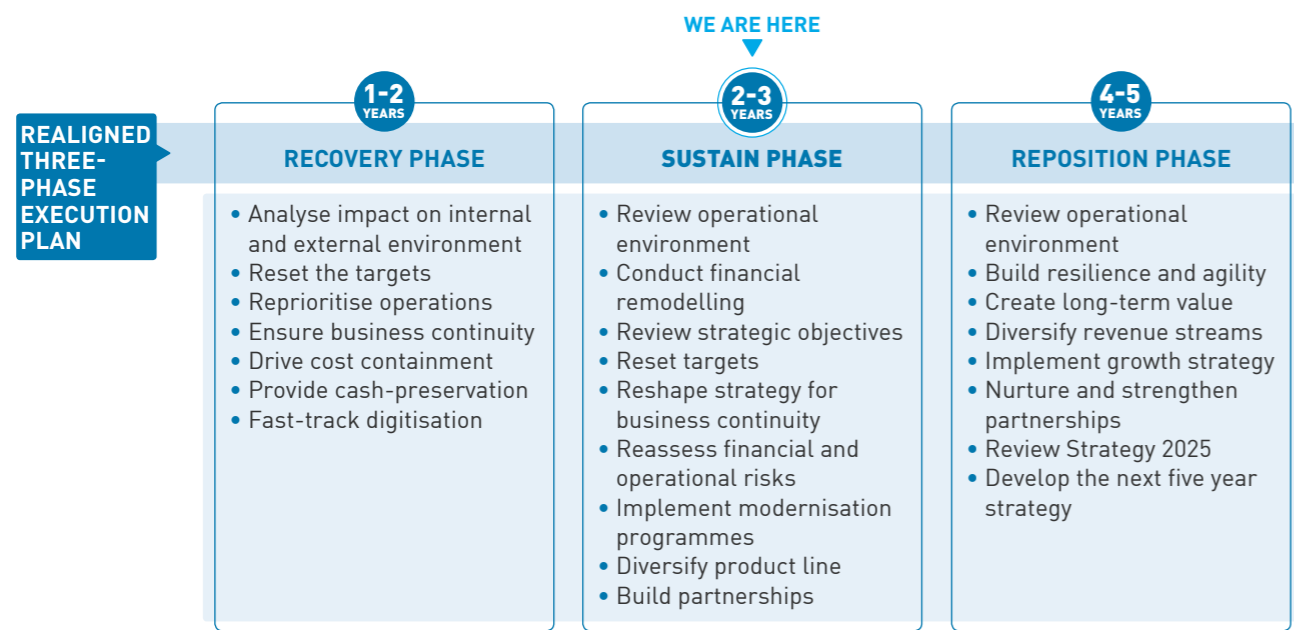 WE ARE HERE
REALIGNED
THREE-
PHASE
EXECUTION
PLAN
1-2
YEARS
RECOVERY PHASE
• Analyse impact on internal
and external environment
• Reset the targets
• Reprioritise operations
• Ensure business continuity
• Drive cost containment
• Provide cash-preservation
• Fast-track digitisation
2-3
YEARS
SUSTAIN PHASE
• Review operational
environment
• Conduct financial
remodelling
• Review strategic objectives
• Reset targets
• Reshape strategy for
business continuity
• Reassess financial and
operational risks
• Implement modernisation
programmes
• Diversify product line
• Build partnerships
4-5
YEARS
REPOSITION PHASE
• Review operational
environment
• Build resilience and agility
• Create long-term value
• Diversify revenue streams
• Implement growth strategy
• Nurture and strengthen
partnerships
• Review Strategy 2025
• Develop the next five year
strategy